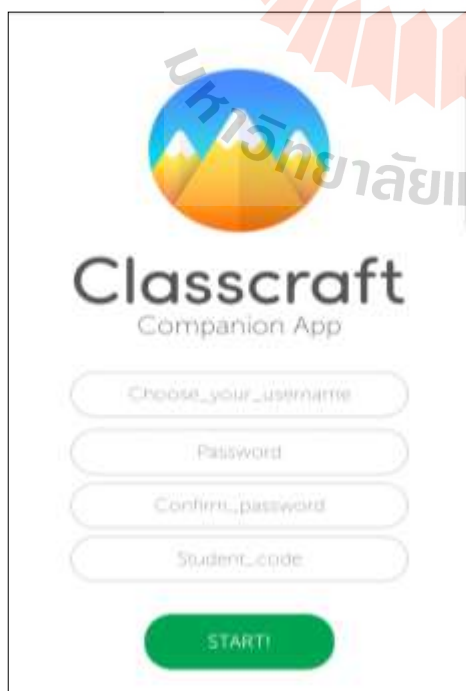 มหาวิทยาลัย
Classcraft
Companion App
Choose_your_username
Password
Confirm_password
Student_code
START!